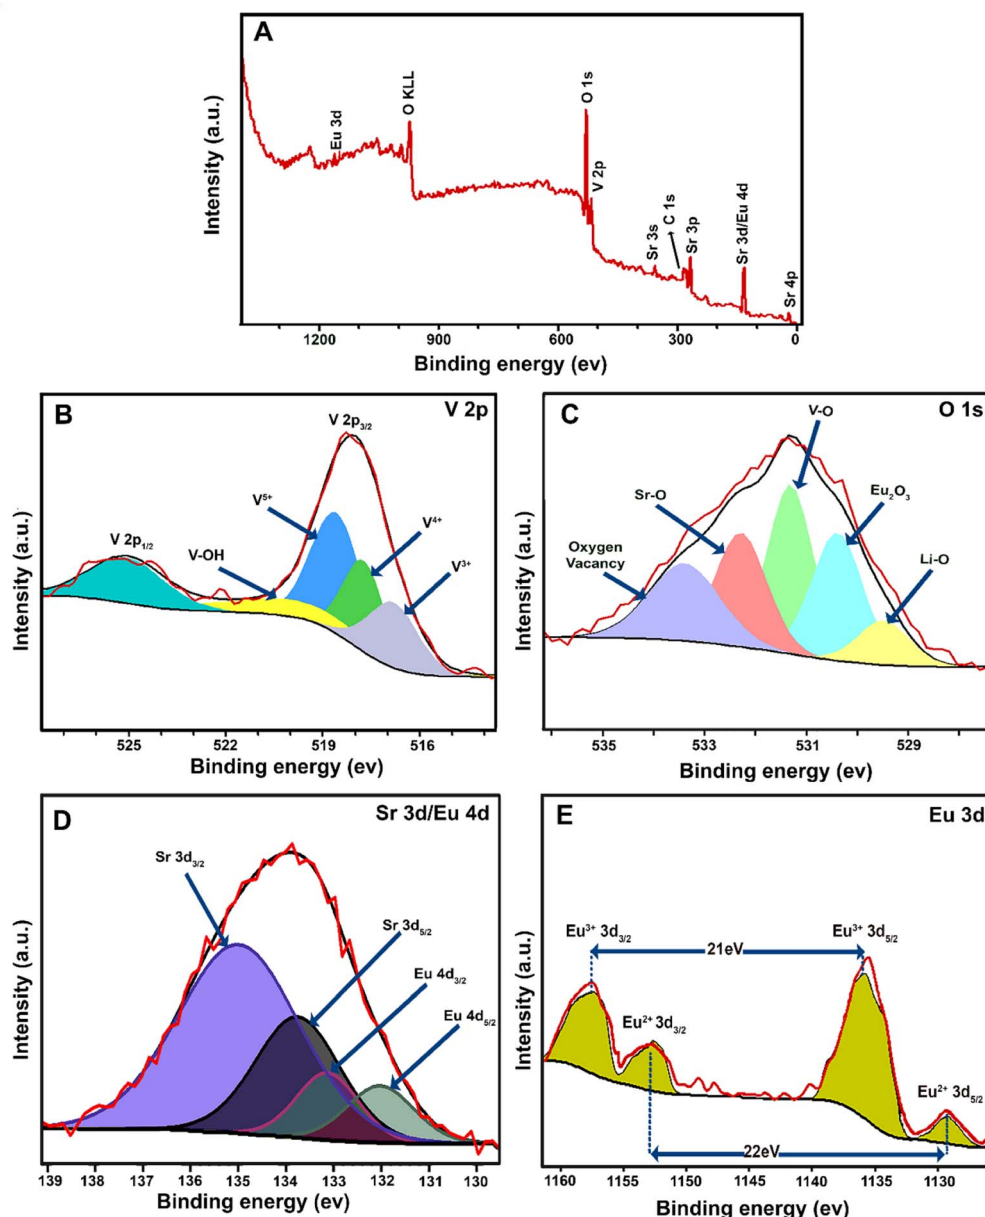 A
Intensity (a.u.)
Eu 3d
O KLL
O 1s
V 2p
Sr 3s
C 1s
Sr 3p
Sr 3d/Eu 4d
Sr 4p
1200 900 600 300 0
Binding energy (ev)
B
V 2p
Intensity (a.u.)
V 2p3/2
V5+
V4+
V 2p1/2
V-OH
V3+
525 522 519 516
Binding energy (ev)
C
O 1s
Intensity (a.u.)
V-O
Sr-O
Eu2O3
Oxygen
Vacancy
Li-O
535 533 531 529
Binding energy (ev)
D
Sr 3d/Eu 4d
Intensity (a.u.)
Sr 3d3/2
Sr 3d5/2
Eu 4d3/2
Eu 4d5/2
139 138 137 136 135 134 133 132 131 130
Binding energy (ev)
E
Eu 3d
Intensity (a.u.)
Eu3+ 3d3/2
Eu3+ 3d5/2
21eV
Eu2+ 3d3/2
Eu2+ 3d5/2
22eV
1160 1155 1150 1145 1140 1135 1130
Binding energy (ev)